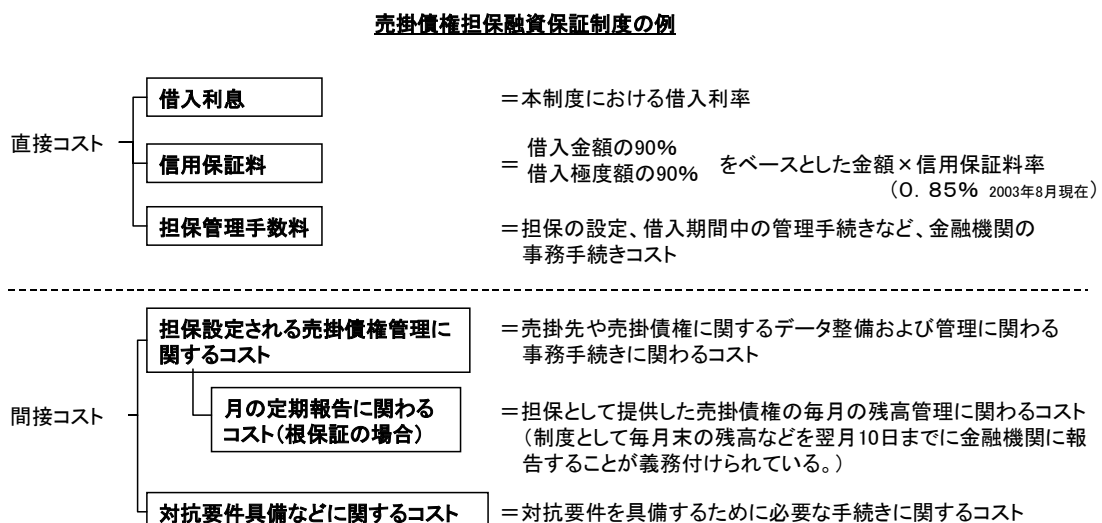 売掛債権担保融資保証制度の例
借入利息
＝本制度における借入利率
直接コスト
信用保証料
＝
借入金額の90%
借入極度額の90%
をベースとした金額×信用保証料率
（０．85% 2003年8月現在）
担保管理手数料
＝担保の設定、借入期間中の管理手続きなど、金融機関の
事務手続きコスト
担保設定される売掛債権管理に
関するコスト
＝売掛先や売掛債権に関するデータ整備および管理に関わる
事務手続きに関わるコスト
間接コスト
月の定期報告に関わる
コスト（根保証の場合）
＝担保として提供した売掛債権の毎月の残高管理に関わるコスト
（制度として毎月末の残高などを翌月10日までに金融機関に報
告することが義務付けられている。）
対抗要件具備などに関するコスト
＝対抗要件を具備するために必要な手続きに関するコスト